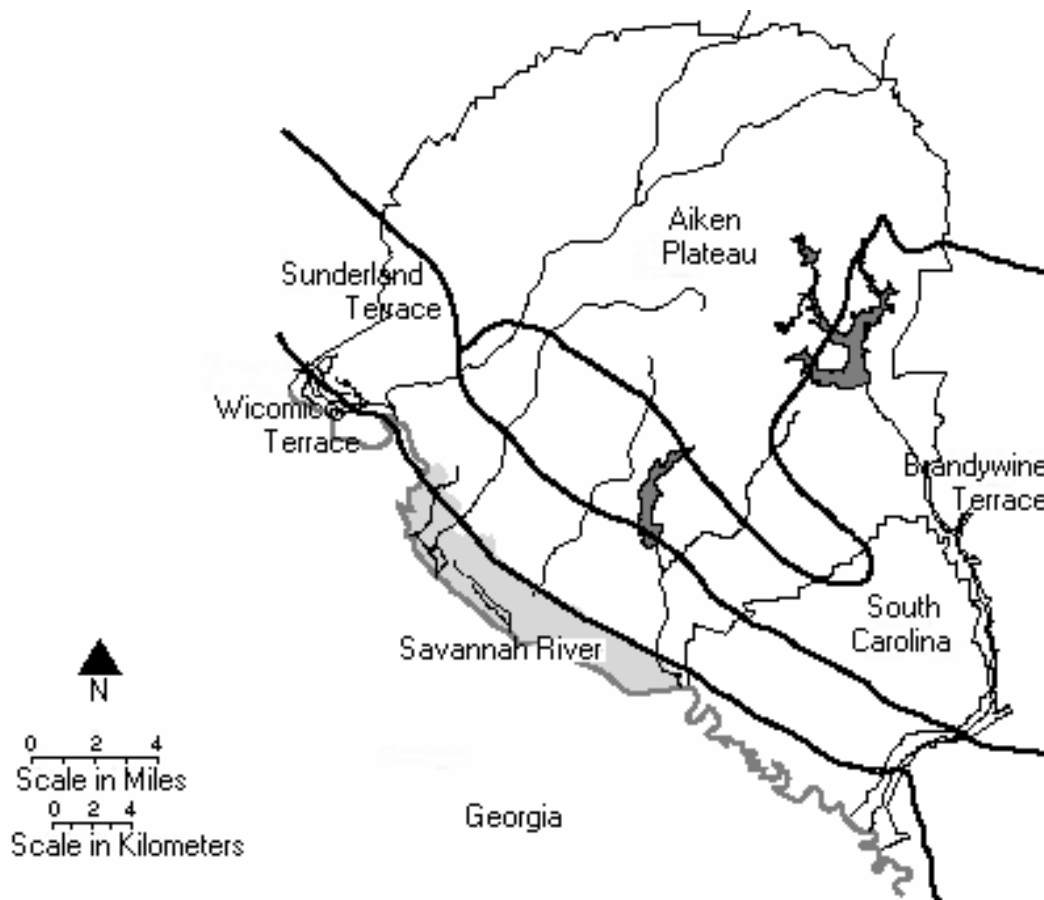 Aiken
Plateau
Sunderland
Terrace
Wicomico
Terrace
Brandywine
Terrace
South
Carolina
Savannah River
N
0 2 4
Scale in Miles
0 2 4
Scale in Kilometers
Georgia